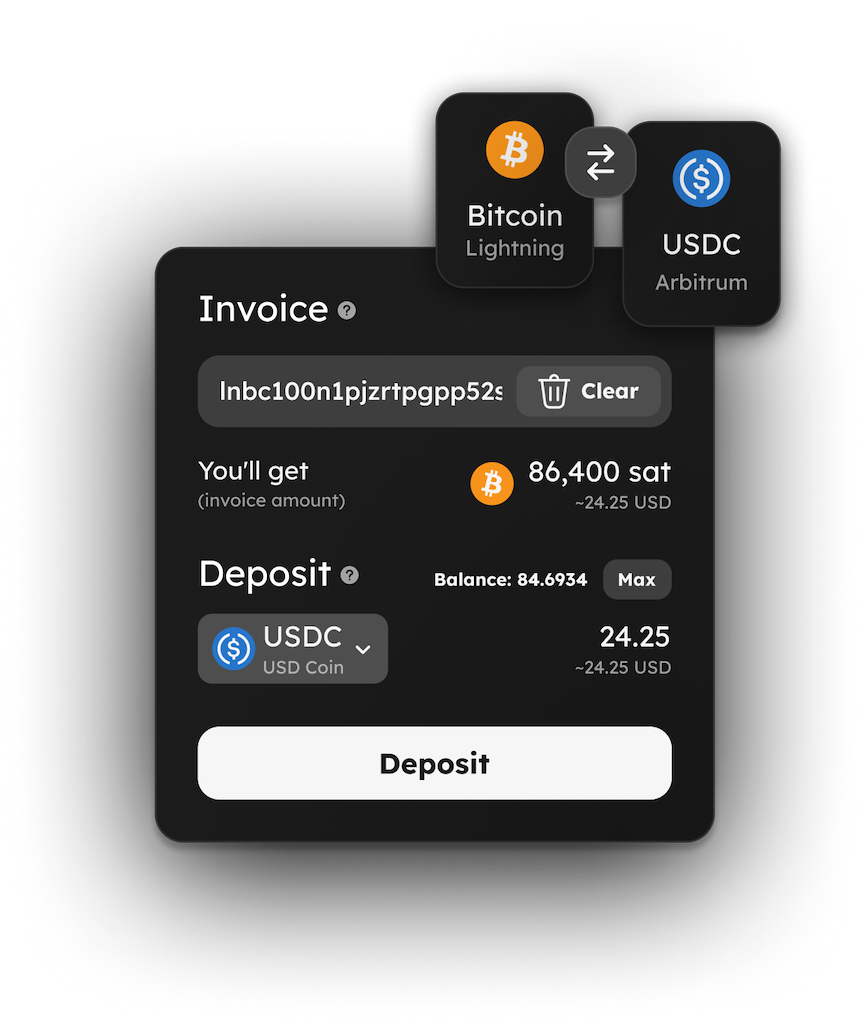 Bitcoin
Lightning
USDC
Arbitrum
Invoice
lnbc100n1pjzrtpgpp52s
Clear
You'll get
(invoice amount)
86,400 sat
~24.25 USD
Deposit
Balance: 84.6934
Max
USDC
USD Coin
24.25
~24.25 USD
Deposit